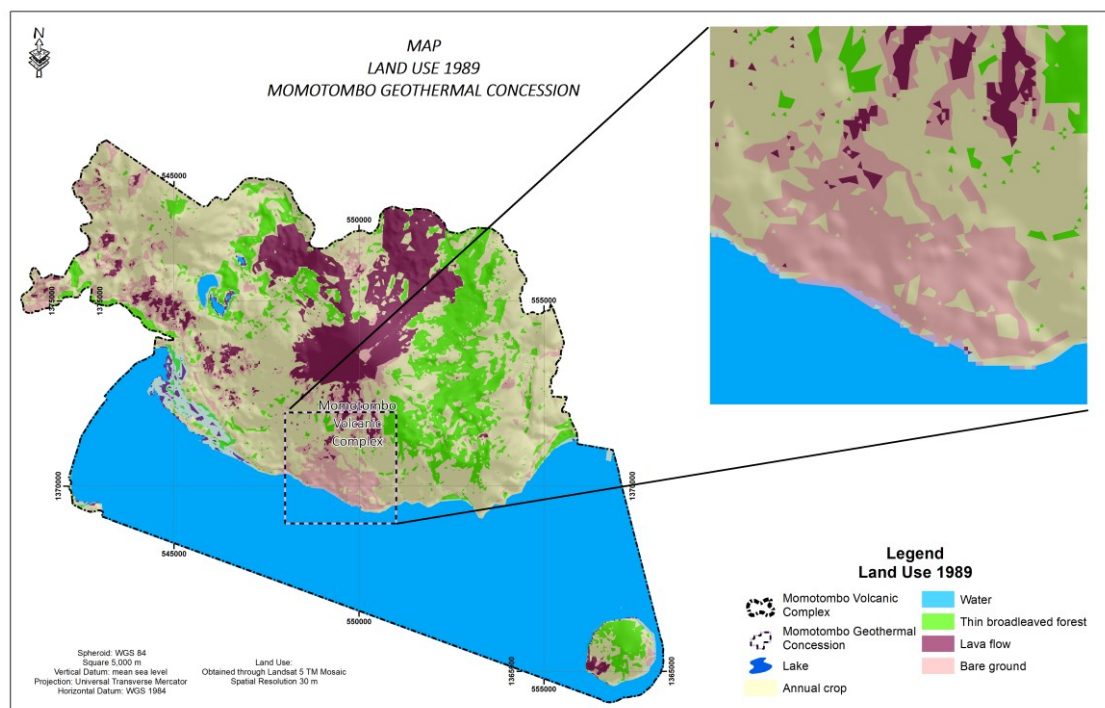 N
MAP
LAND USE 1989
MOMOTOMBO GEOTHERMAL CONCESSION
545000
550000
1375000
1375000
555000
Momotombo
Volcanic
Complex
1370000
1370000
545000
550000
1365000
555000
1365000
Spheroid: WGS 84
Square 5,000 m
Vertical Datum: mean sea level
Projection: Universal Transverse Mercator
Horizontal Datum: WGS 1984
Land Use:
Obtained through Landsat 5 TM Mosaic
Spatial Resolution 30 m
Legend
Land Use 1989
Momotombo Volcanic
Complex
Momotombo Geothermal
Concession
Lake
Annual crop
Water
Thin broadleaved forest
Lava flow
Bare ground